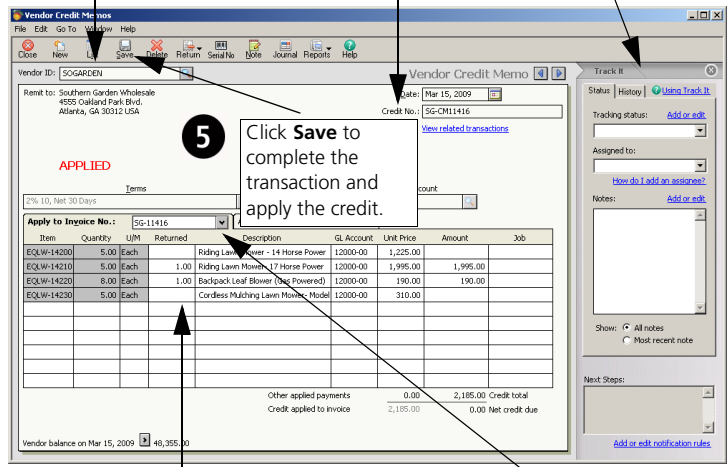 Vendor Credit Memos
File Edit Go To Window Help
Close New Save Delete Return Serial No Note Journal Reports Help
Vendor ID: SOGARDEN
Vendor Credit Memo
Remit to: Southern Garden Wholesale
4555 Oakland Park Blvd.
Atlanta, GA 30312 USA
Date: Mar 15, 2009
Credit No.: SG-CM11416
View related transactions
5
Click Save to
complete the
transaction and
apply the credit.
APPLIED
Terms
2% 10, Net 30 Days
Apply to Invoice No.: SG-11416
Item Quantity U/M Returned Description GL Account Unit Price Amount Job
EQLW-14200 5.00 Each Riding Lawn Mower - 14 Horse Power 12000-00 1,225.00
EQLW-14210 5.00 Each 1.00 Riding Lawn Mower- 17 Horse Power 12000-00 1,995.00 1,995.00
EQLW-14220 8.00 Each 1.00 Backpack Leaf Blower (Gas Powered) 12000-00 190.00 190.00
EQLW-14230 5.00 Each Cordless Mulching Lawn Mower- Model 12000-00 310.00
Other applied payments 0.00 2,185.00 Credit total
Credit applied to invoice 2,185.00 0.00 Net credit due
Vendor balance on Mar 15, 2009 48,355.00
Track It
Status History Using Track It
Tracking status: Add or edit
Assigned to:
How do I add an assignee?
Notes: Add or edit
Show: All notes
Most recent note
Next Steps:
Add or edit notification rules